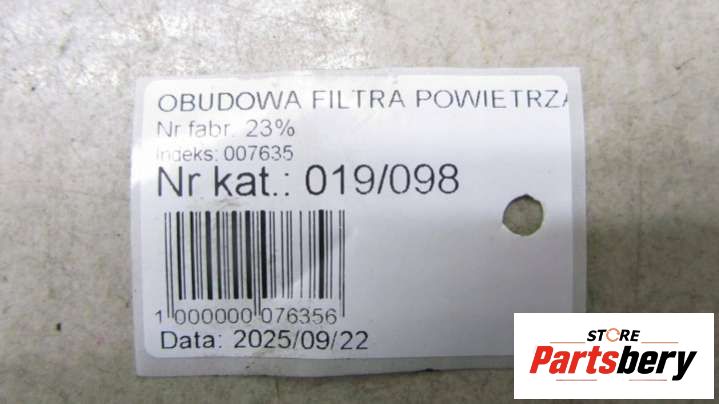 OBUDOWA FILTRA POWIETRZA
Nr fabr. 23%
Indeks: 007635
Nr kat.: 019/098
1 000000 076356
Data: 2025/09/22
STORE
Partsbery